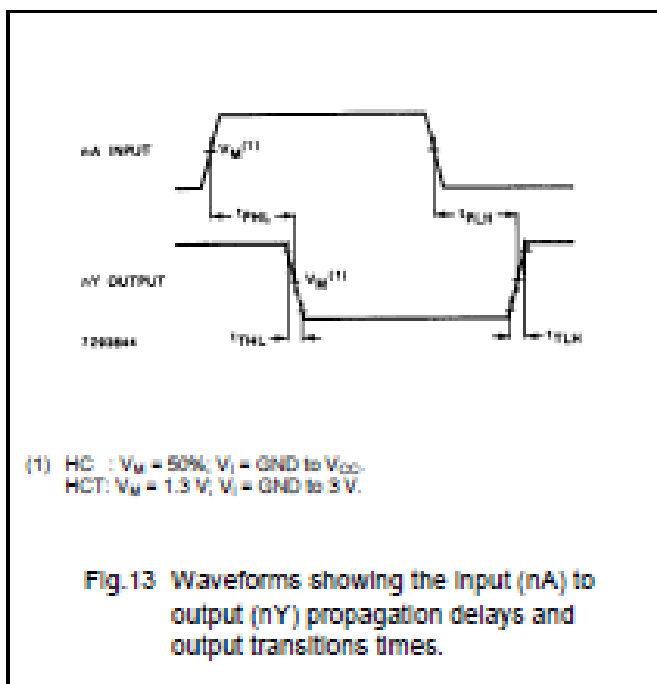 nA INPUT
VM(1)
tPHL
tPLH
nY OUTPUT
VM(1)
tTHL
tTLH
(1) HC : VM = 50%; VI = GND to VCC.
HCT: VM = 1.3 V; VI = GND to 3 V.
Fig.13 Waveforms showing the input (nA) to
output (nY) propagation delays and
output transitions times.